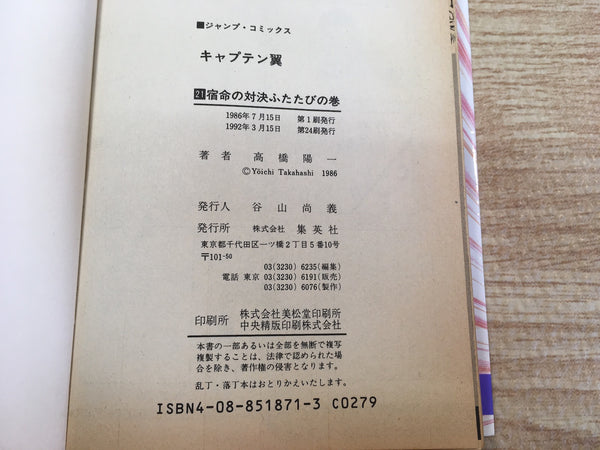 ■ジャンプ・コミックス
キャプテン翼
21宿命の対決ふたたびの巻
1986年7月15日 第1刷発行
1992年3月15日 第24刷発行
著者 高橋陽一
©Yōichi Takahashi 1986
発行人 谷山尚義
発行所 株式会社 集英社
東京都千代田区一ツ橋2丁目5番10号
〒101-50
03(3230)6235(編集)
電話 東京 03(3230)6191(販売)
03(3230)6076(製作)
印刷所 株式会社美松堂印刷所
中央精版印刷株式会社
本書の一部あるいは全部を無断で複写
複製することは、法律で認められた場
合を除き、著作権の侵害となります。
乱丁・落丁本はおとりかえいたします。
ISBN4-08-851871-3 C0279